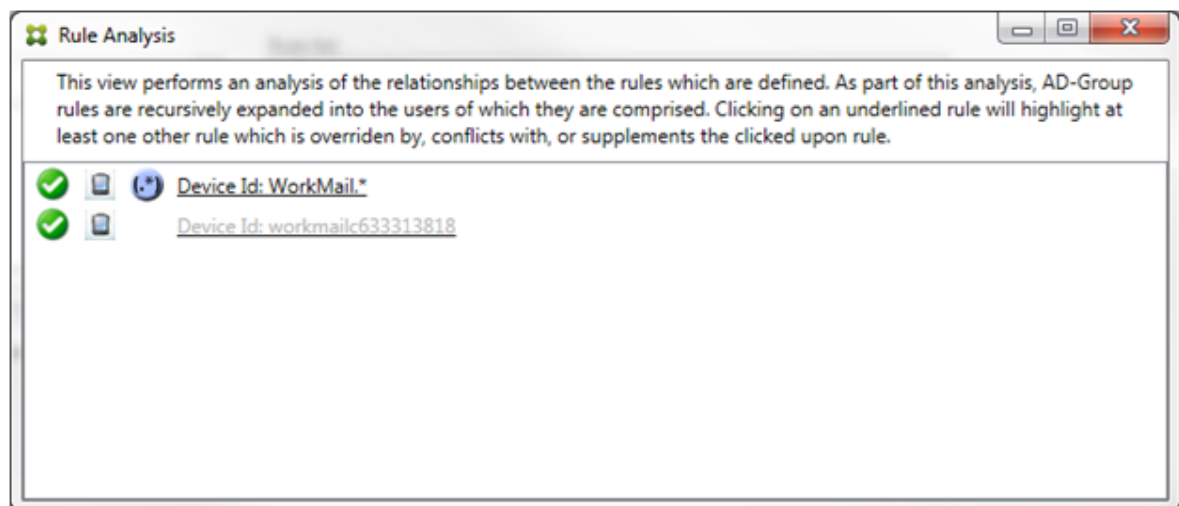 Rule Analysis
This view performs an analysis of the relationships between the rules which are defined. As part of this analysis, AD-Group
rules are recursively expanded into the users of which they are comprised. Clicking on an underlined rule will highlight at
least one other rule which is overriden by, conflicts with, or supplements the clicked upon rule.
(.*) Device Id: WorkMail.*
Device Id: workmailc633313818